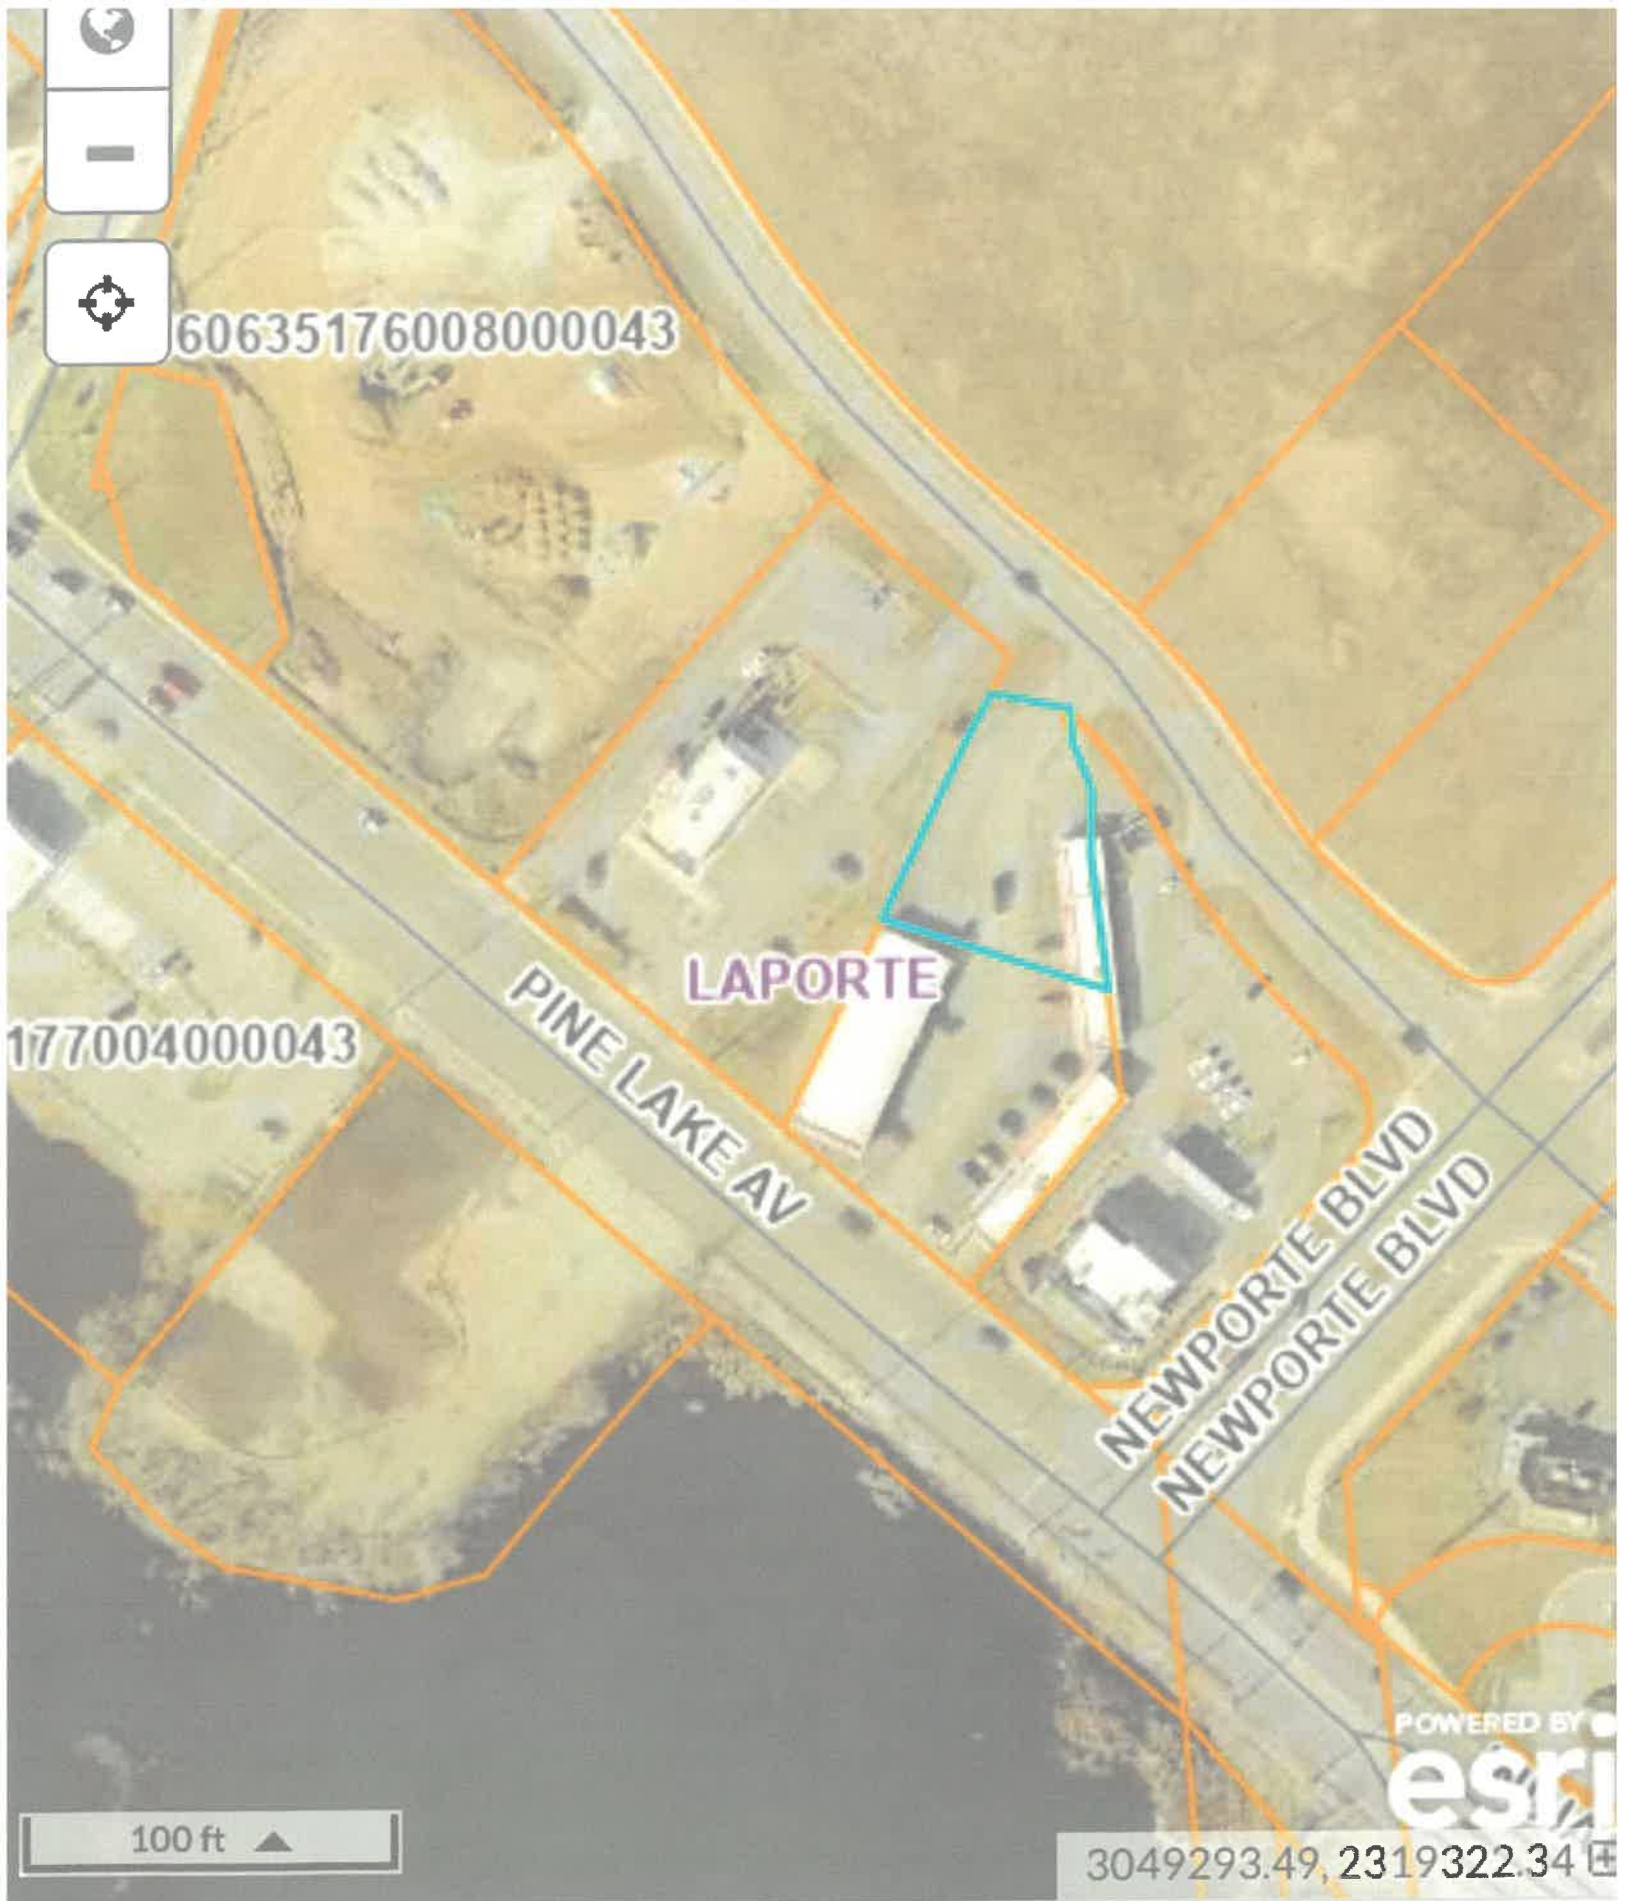 60635176008000043
LAPORTE
PINE LAKE AV
177004000043
NEWPORTE BLVD
NEWPORTE BLVD
POWERED BY
esri
100 ft
3049293.49, 2319322.34